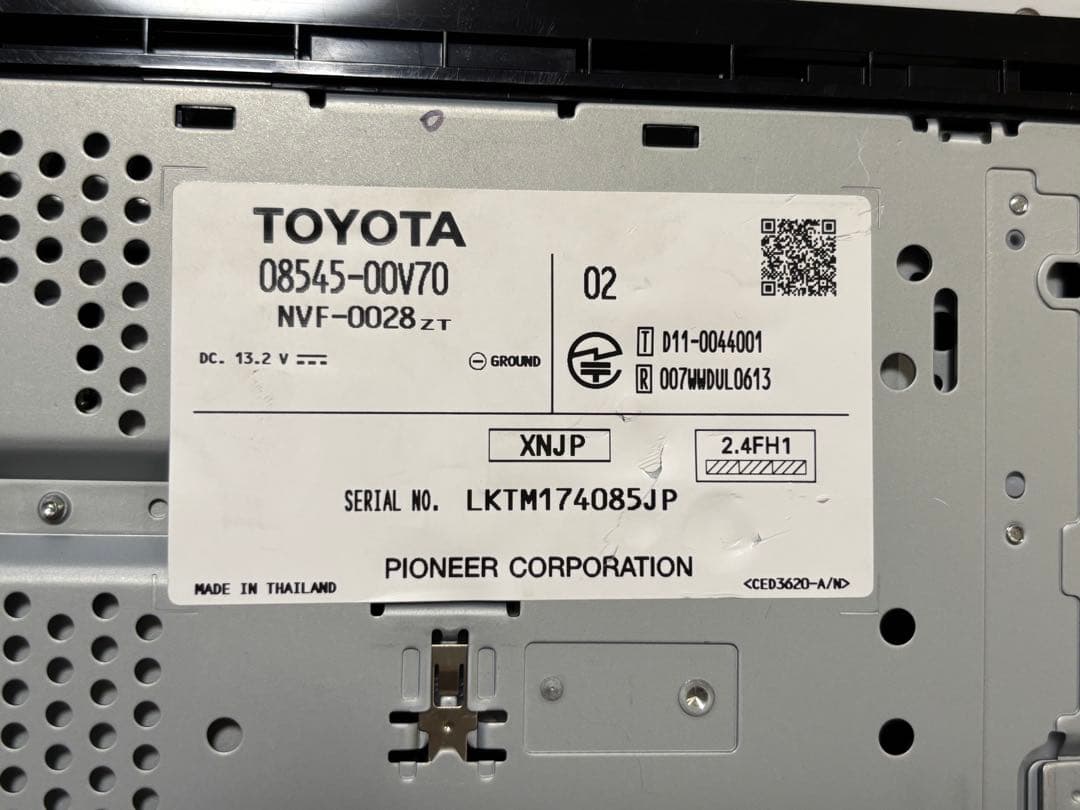 TOYOTA
08545-00V70
NVF-0028ZT
DC. 13.2 V
⊖ GROUND
02
T D11-0044001
R 007WWDUL0613
XNJP
2.4FH1
SERIAL NO. LKTM174085JP
PIONEER CORPORATION
MADE IN THAILAND
<CED3620-A/N>